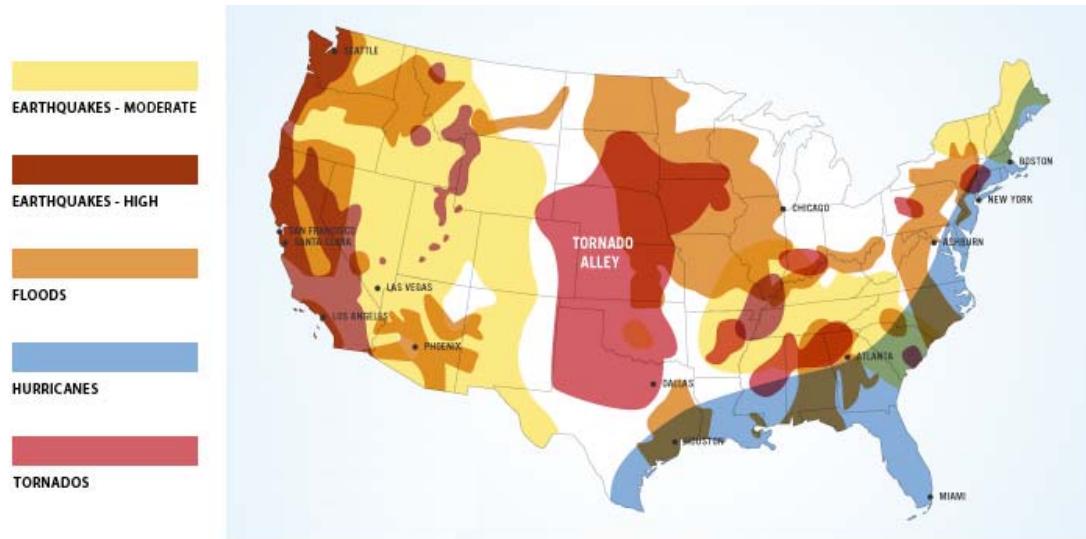 EARTHQUAKES - MODERATE
EARTHQUAKES - HIGH
FLOODS
HURRICANES
TORNADOS
SEATTLE
BOSTON
NEW YORK
CHICAGO
SAN FRANCISCO
SANTA CLARA
ASHBURN
TORNADO
ALLEY
LAS VEGAS
LOS ANGELES
PHOENIX
ATLANTA
DALLAS
HOUSTON
MIAMI